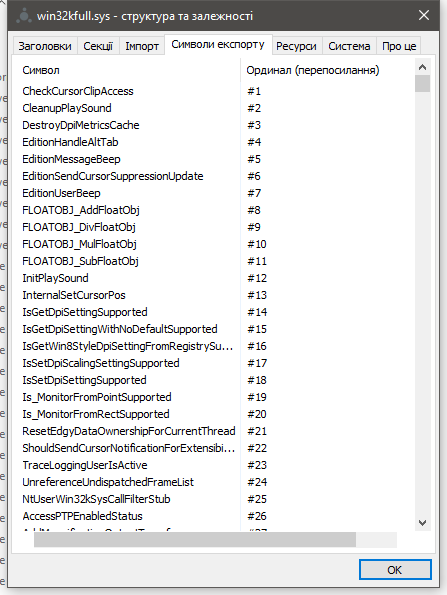 win32kfull.sys - структура та залежності
Заголовки Секції Імпорт Символи експорту Ресурси Система Про це
Символ Ординал (перепосилання)
CheckCursorClipAccess #1
CleanupPlaySound #2
DestroyDpiMetricsCache #3
EditionHandleAltTab #4
EditionMessageBeep #5
EditionSendCursorSuppressionUpdate #6
EditionUserBeep #7
FLOATOBJ_AddFloatObj #8
FLOATOBJ_DivFloatObj #9
FLOATOBJ_MulFloatObj #10
FLOATOBJ_SubFloatObj #11
InitPlaySound #12
InternalSetCursorPos #13
IsGetDpiSettingSupported #14
IsGetDpiSettingWithNoDefaultSupported #15
IsGetWin8StyleDpiSettingFromRegistrySu... #16
IsSetDpiScalingSettingSupported #17
IsSetDpiSettingSupported #18
Is_MonitorFromPointSupported #19
Is_MonitorFromRectSupported #20
ResetEdgyDataOwnershipForCurrentThread #21
ShouldSendCursorNotificationForExtensibi... #22
TraceLoggingUserIsActive #23
UnreferenceUndispatchedFrameList #24
NtUserWin32kSysCallFilterStub #25
AccessPTPEnabledStatus #26
OK